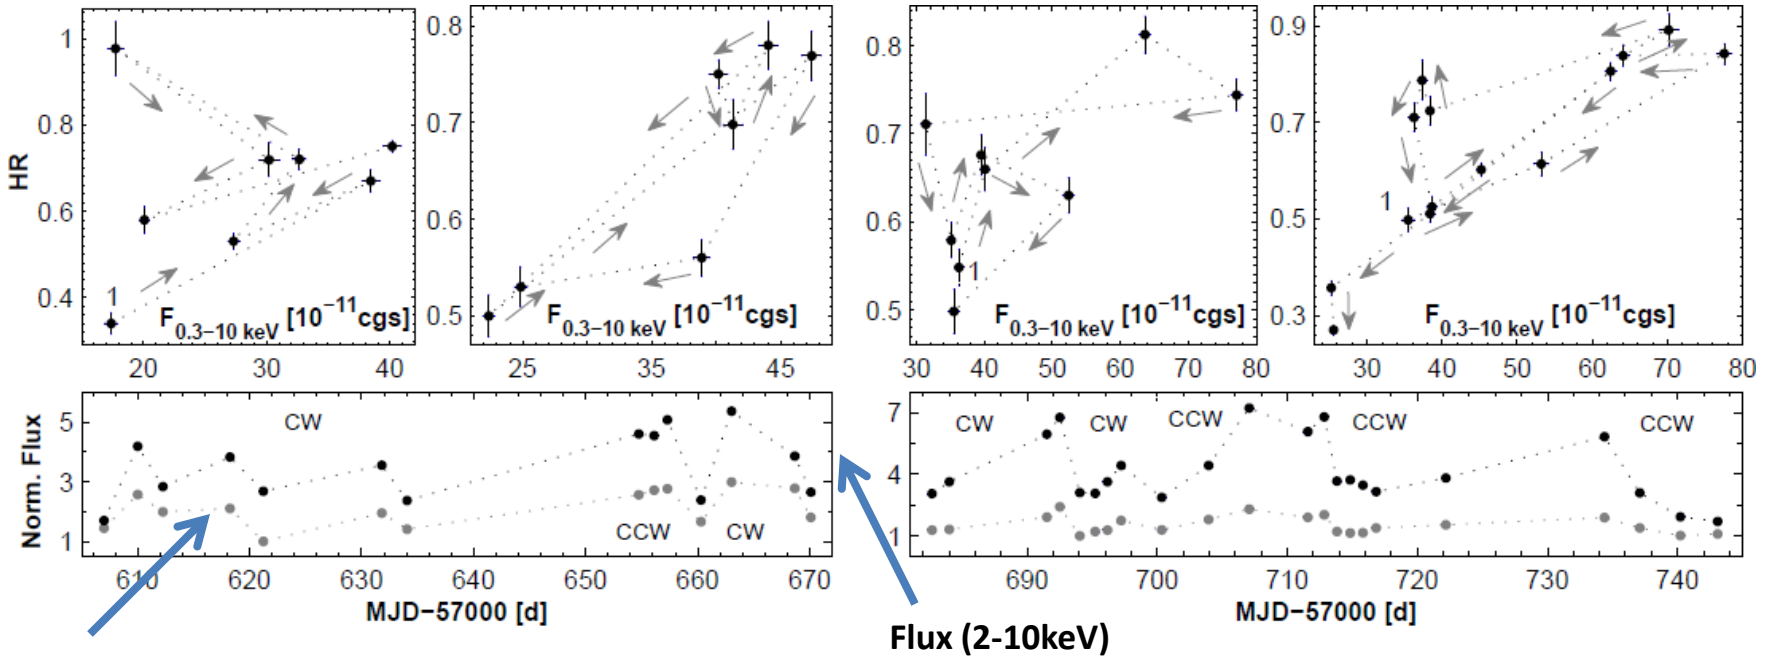 HR
1
0.8
0.6
0.4
1
F0.3−10 keV [10−11cgs]
20 30 40
0.8
0.7
0.6
0.5
F0.3−10 keV [10−11cgs]
25 35 45
0.8
0.7
0.6
0.5
1
F0.3−10 keV [10−11cgs]
30 40 50 60 70 80
0.9
0.7
0.5
0.3
1
F0.3−10 keV [10−11cgs]
30 40 50 60 70 80
Norm. Flux
5
3
1
CW
CCW CW
610 620 630 640 650 660 670
MJD−57000 [d]
7
4
1
CW CW CCW CCW CCW
690 700 710 720 730 740
MJD−57000 [d]
Flux (2-10keV)